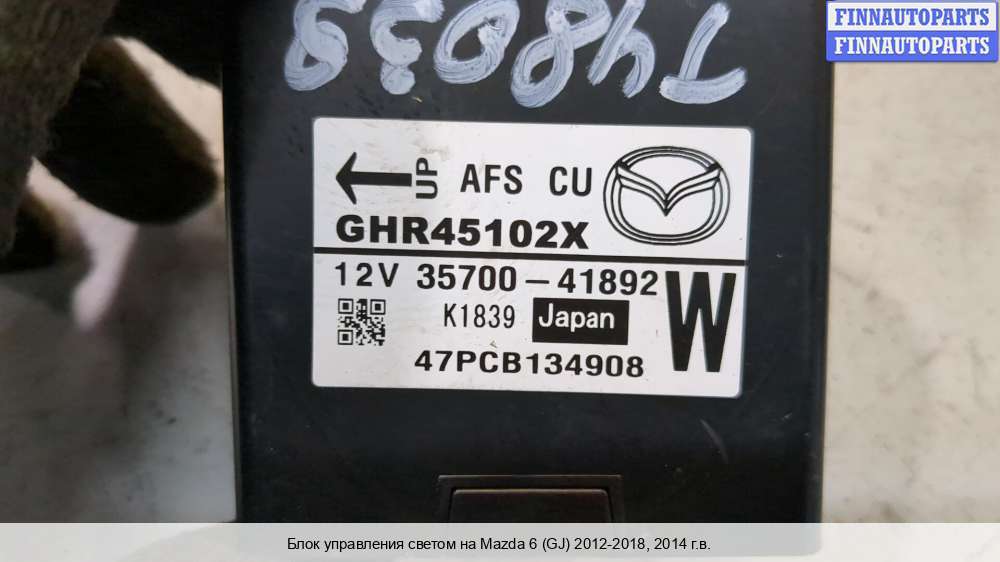 FINNAUTOPARTS
FINNAUTOPARTS
T48039
UP AFS CU
GHR45102X
12V 35700-41892
W
K1839 Japan
47PCB134908
Блок управления светом на Mazda 6 (GJ) 2012-2018, 2014 г.в.